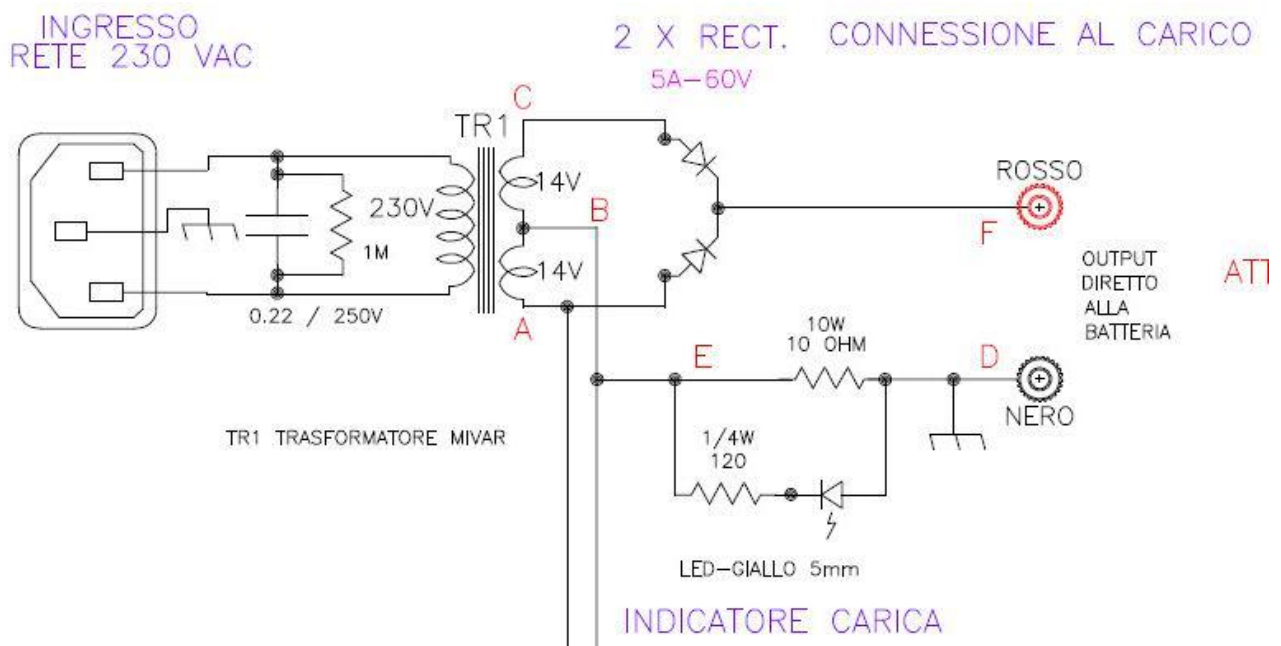 INGRESSO
RETE 230 VAC
2 X RECT.
5A-60V
CONNESSIONE AL CARICO
C
TR1
14V
B
230V
1M
14V
0.22 / 250V
A
ROSSO
F
OUTPUT
DIRETTO
ALLA
BATTERIA
ATT
10W
10 OHM
E
D
NERO
TR1 TRASFORMATORE MIVAR
1/4W
120
LED-GIALLO 5mm
INDICATORE CARICA